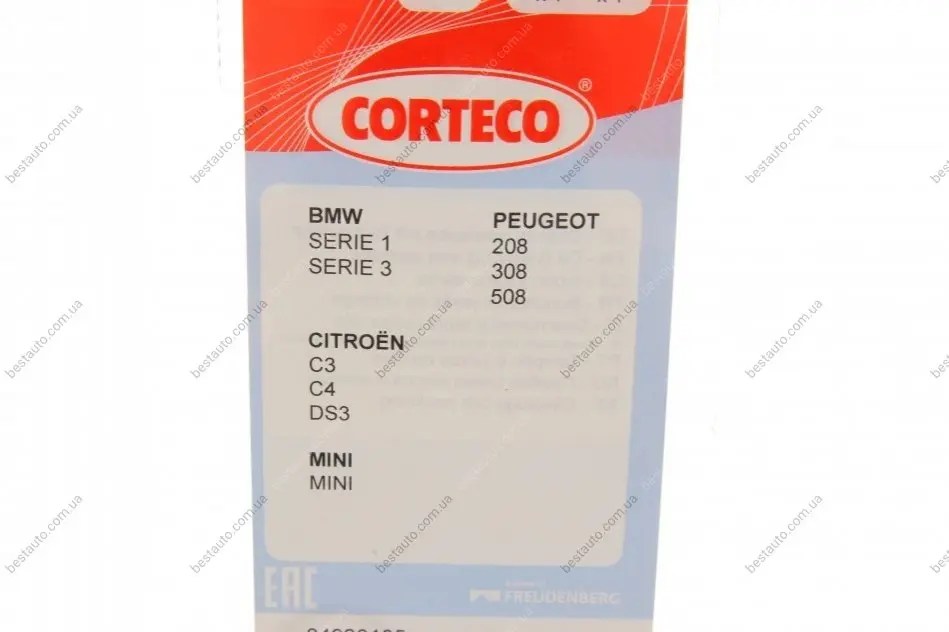 CORTECO
®
BMW
SERIE 1
SERIE 3
PEUGEOT
208
308
508
CITROËN
C3
C4
DS3
MINI
MINI
EAC
FREUDENBERG
bestauto.com.ua